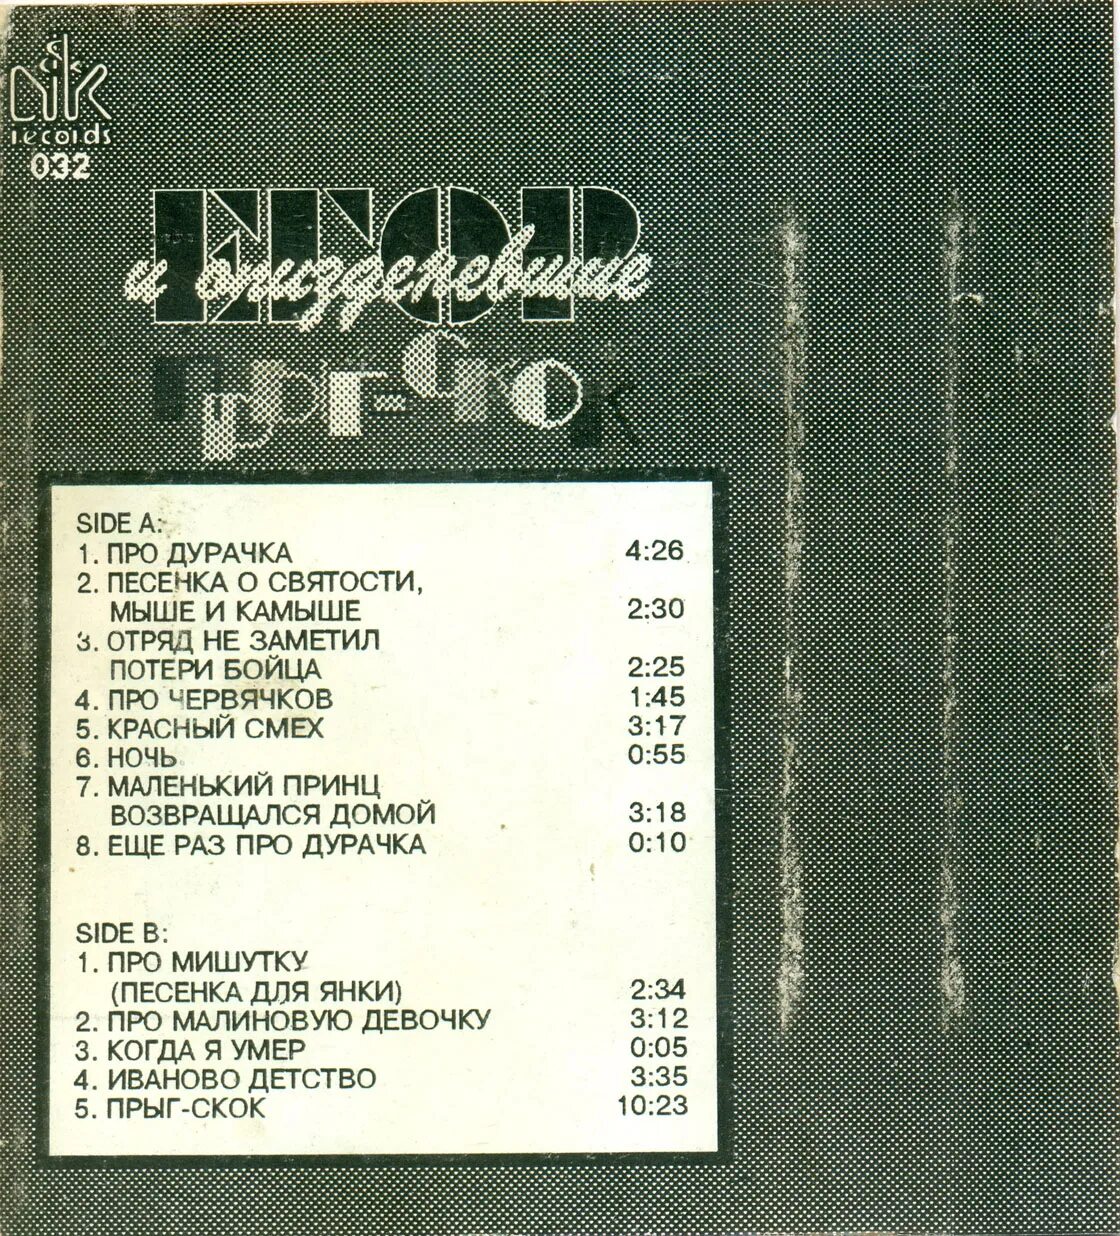 Sik
records
032
ЕГОР
и Опизденевшие
ПРЫГ-СКОК
SIDE A:
1. ПРО ДУРАЧКА 4:26
2. ПЕСЕНКА О СВЯТОСТИ,
МЫШЕ И КАМЫШЕ 2:30
3. ОТРЯД НЕ ЗАМЕТИЛ
ПОТЕРИ БОЙЦА 2:25
4. ПРО ЧЕРВЯЧКОВ 1:45
5. КРАСНЫЙ СМЕХ 3:17
6. НОЧЬ 0:55
7. МАЛЕНЬКИЙ ПРИНЦ
ВОЗВРАЩАЛСЯ ДОМОЙ 3:18
8. ЕЩЕ РАЗ ПРО ДУРАЧКА 0:10
SIDE B:
1. ПРО МИШУТКУ
(ПЕСЕНКА ДЛЯ ЯНКИ) 2:34
2. ПРО МАЛИНОВУЮ ДЕВОЧКУ 3:12
3. КОГДА Я УМЕР 0:05
4. ИВАНОВО ДЕТСТВО 3:35
5. ПРЫГ-СКОК 10:23